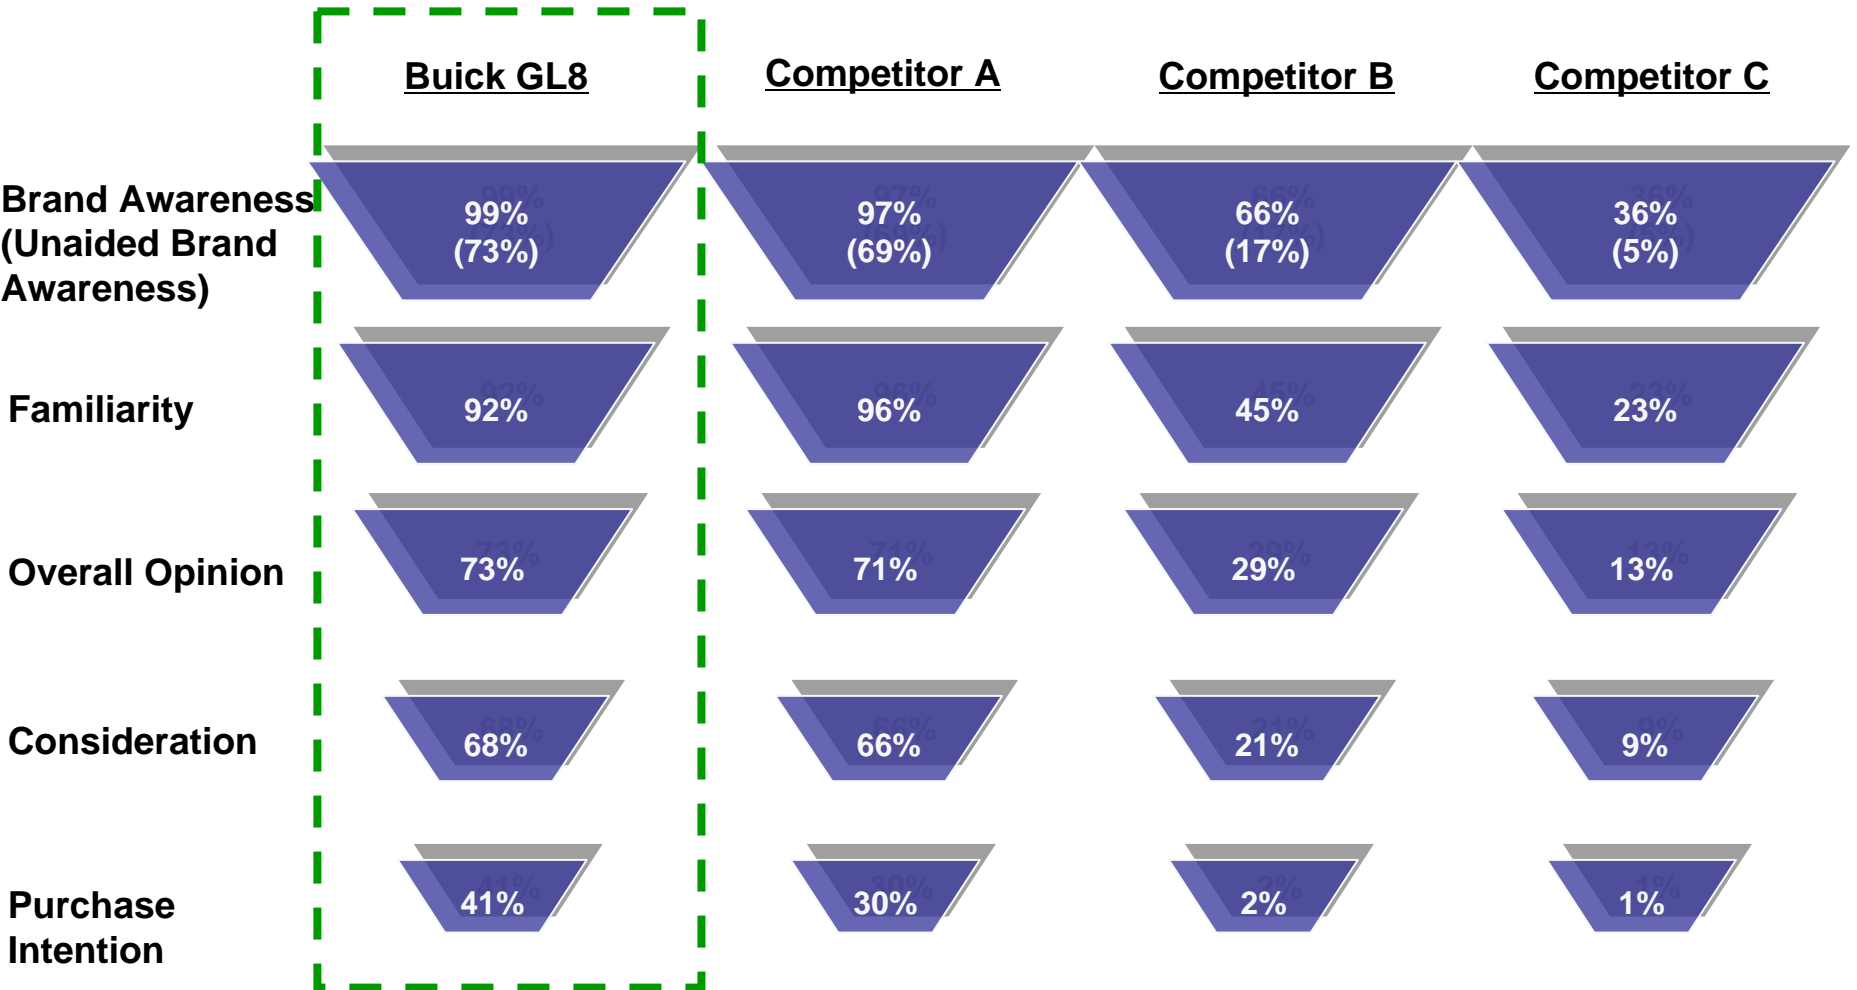 Buick GL8
Competitor A
Competitor B
Competitor C
Brand Awareness
(Unaided Brand
Awareness)
99%
(73%)
97%
(69%)
66%
(17%)
36%
(5%)
Familiarity
92%
96%
45%
23%
Overall Opinion
73%
71%
29%
13%
Consideration
68%
66%
21%
9%
Purchase
Intention
41%
30%
2%
1%